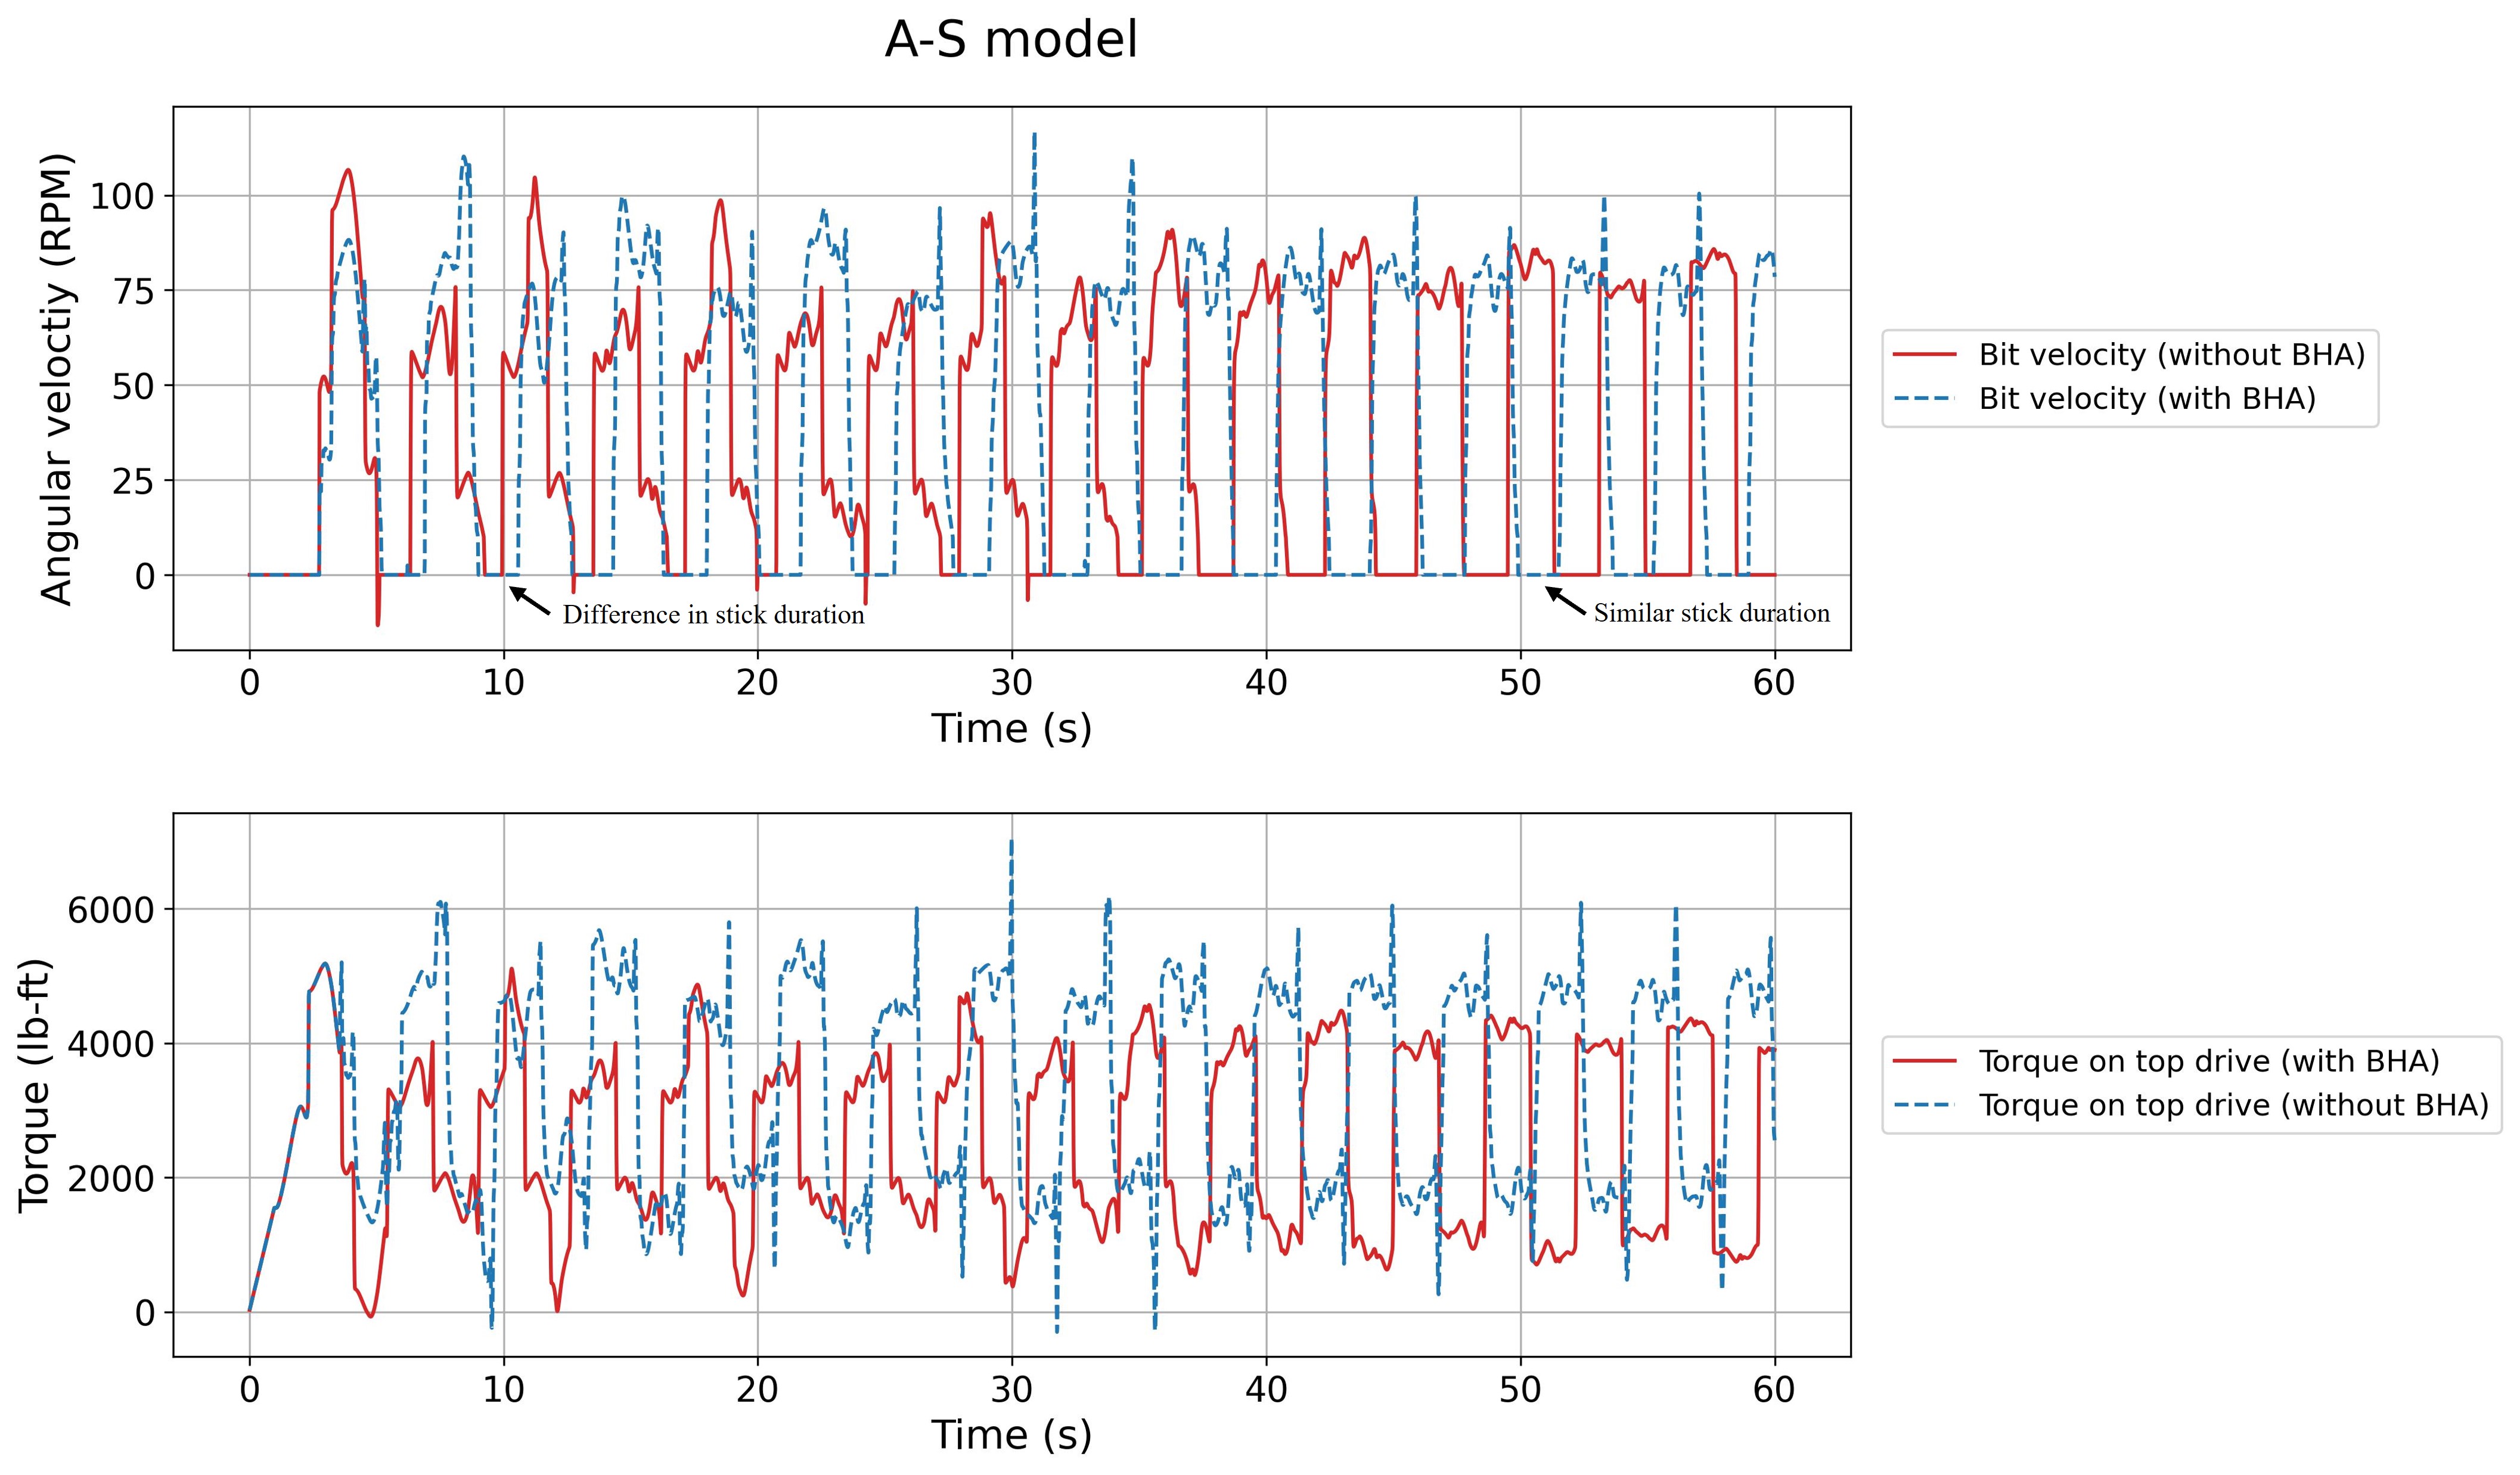 A-S model
Angular veloctiy (RPM)
100
75
50
25
0
Difference in stick duration
Similar stick duration
0 10 20 30 40 50 60
Time (s)
Bit velocity (without BHA)
Bit velocity (with BHA)
Torque (lb-ft)
6000
4000
2000
0
0 10 20 30 40 50 60
Time (s)
Torque on top drive (with BHA)
Torque on top drive (without BHA)